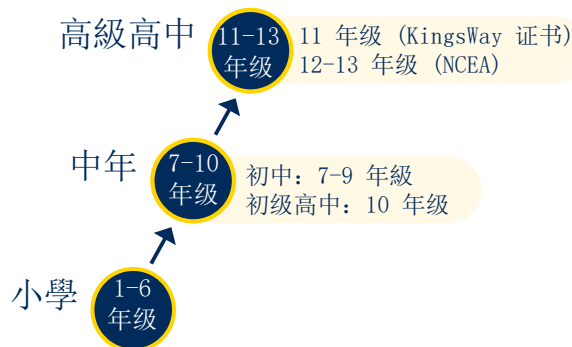 高級高中
11-13
年级
11 年级 (KingsWay 证书)
12-13 年级 (NCEA)
中年
7-10
年级
初中: 7-9 年級
初级高中: 10 年级
小學
1-6
年级